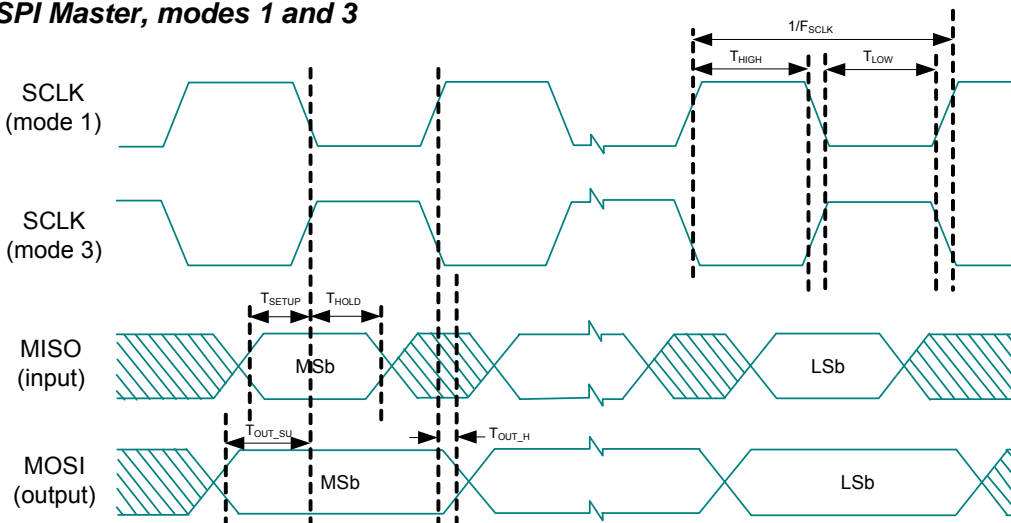 SPI Master, modes 1 and 3
1/FSCLK
THIGH
TLOW
SCLK
(mode 1)
SCLK
(mode 3)
TSETUP
THOLD
MISO
(input)
MSb
LSb
TOUT_SU
TOUT_H
MOSI
(output)
MSb
LSb